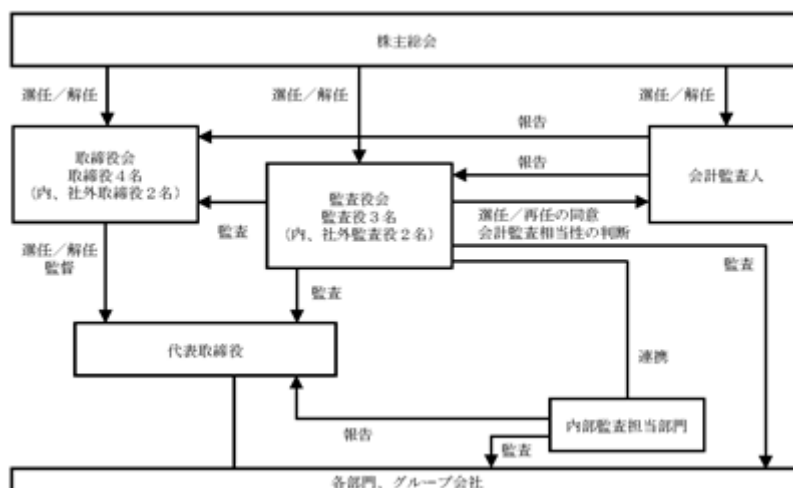 株主総会
選任／解任
選任／解任
選任／解任
報告
取締役会
取締役４名
（内、社外取締役２名）
報告
会計監査人
監査役会
監査役３名
（内、社外監査役２名）
監査
選任／再任の同意
会計監査相当性の判断
選任／解任
監督
監査
監査
代表取締役
連携
内部監査担当部門
報告
監査
各部門、グループ会社